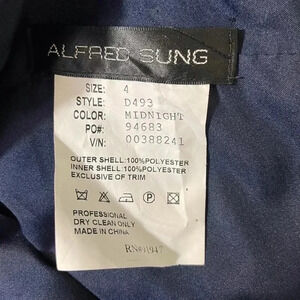 ALFRED SUNG
SIZE: 4
STYLE: D493
COLOR: MIDNIGHT
PO#: 94683
V/N: 00388241
OUTER SHELL:100%POLYESTER
INNER SHELL:100%POLYESTER
EXCLUSIVE OF TRIM
PROFESSIONAL
DRY CLEAN ONLY
MADE IN CHINA